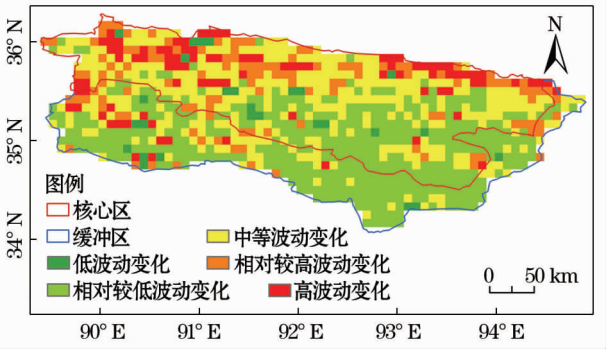 N
36° N
35° N
34° N
图例
核心区
缓冲区
中等波动变化
低波动变化
相对较高波动变化
相对较低波动变化
高波动变化
0 50 km
90° E 91° E 92° E 93° E 94° E